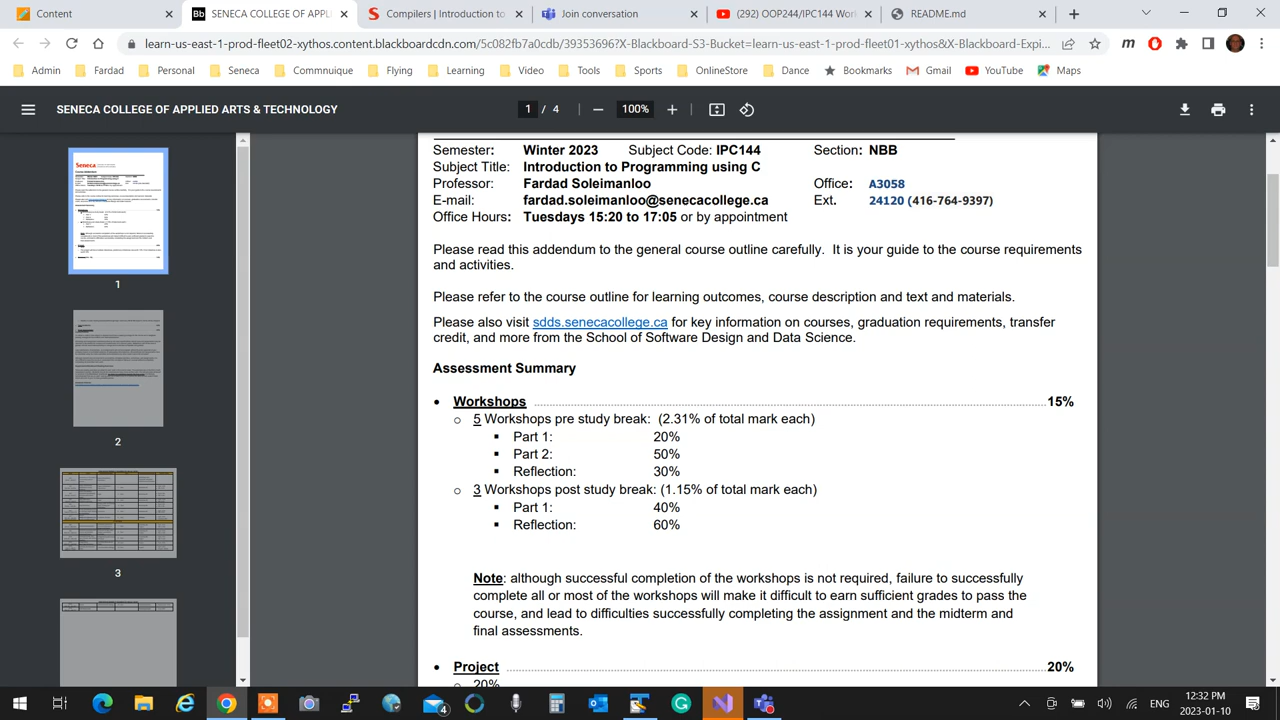 Content
Bb SENECA COLLEGE OF APPLI
Compilers | Introduction to
Join conversation
(292) OOP244/IPC144 Wor
README.md
learn-us-east-1-prod-fleet02-xythos.content.blackboardcdn.com/5c082fb7a0cdb/39353696?X-Blackboard-S3-Bucket=learn-us-east-1-prod-fleet01-xythos&X-Blackboard-Expi...
Admin Fardad Personal Seneca Commnuique Flying Learning Video Tools Sports OnlineStore Dance Bookmarks Gmail YouTube Maps
SENECA COLLEGE OF APPLIED ARTS & TECHNOLOGY
1 / 4
100%
Semester: Winter 2023 Subject Code: IPC144 Section: NBB
Subject Title: Introduction to Programming using C
Professor: Fardad Soleimanloo Office: A3058
E-mail: fardad.soleimanloo@senecacollege.ca Ext. 24120 (416-764-9397)
Office Hours: Tuesdays 15:20 to 17:05 or by appointment
Please read this addendum to the general course outline carefully. It is your guide to the course requirements
and activities.
Please refer to the course outline for learning outcomes, course description and text and materials.
Please also visit sdds.senecacollege.ca for key information on courses, graduation requirements, transfer
credit, and more from the School of Software Design and Data Science.
Assessment Summary
• Workshops 15%
o 5 Workshops pre study break: (2.31% of total mark each)
▪ Part 1: 20%
▪ Part 2: 50%
▪ Reflection: 30%
o 3 Workshops post study break: (1.15% of total mark each)
▪ Part 1: 40%
▪ Reflection: 60%
Note: although successful completion of the workshops is not required, failure to successfully
complete all or most of the workshops will make it difficult to earn sufficient grades to pass the
course, and lead to difficulties successfully completing the assignment and the midterm and
final assessments.
• Project 20%
o 20%
1
2
3
4
ENG
12:32 PM
2023-01-10